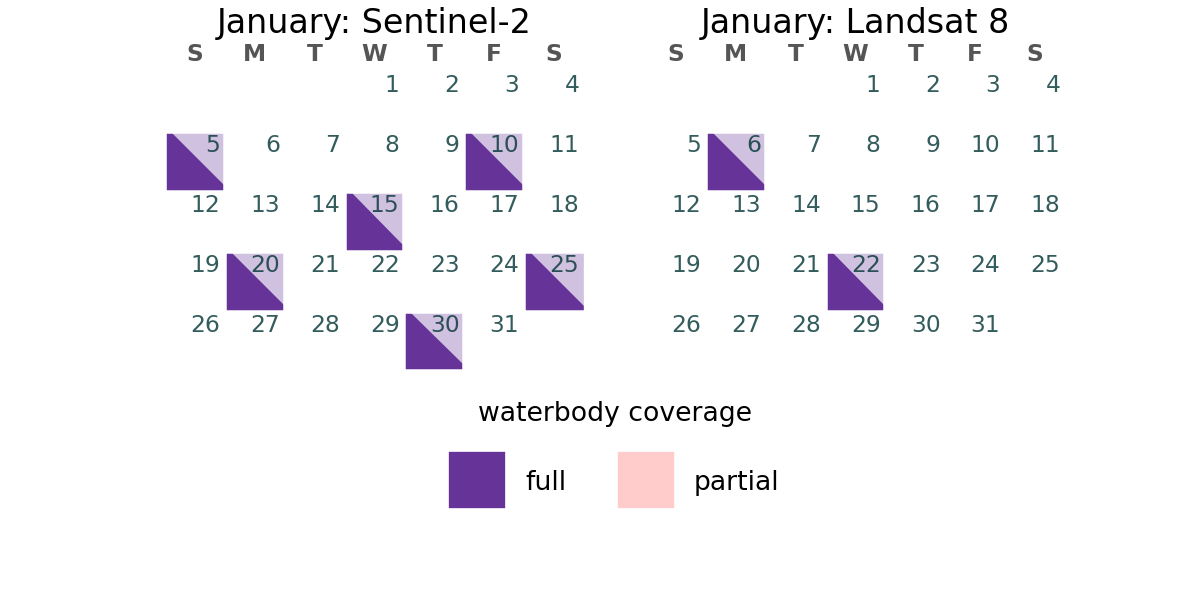 January: Sentinel-2
S M T W T F S
1 2 3 4
5 6 7 8 9 10 11
12 13 14 15 16 17 18
19 20 21 22 23 24 25
26 27 28 29 30 31
January: Landsat 8
S M T W T F S
1 2 3 4
5 6 7 8 9 10 11
12 13 14 15 16 17 18
19 20 21 22 23 24 25
26 27 28 29 30 31
waterbody coverage
full
partial